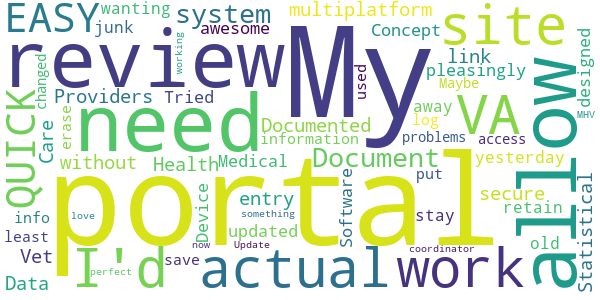 EASY
wanting
junk
system
awesome
multiplatform
Concept
link
pleasingly
site
review
My
allow
designed
MHV
working
used
Maybe
changed
Providers
Tried
QUICK
Care
erase
need
Documented
information
away
log
VA
problems
access
without
Health
Medical
Document
put
yesterday
portal
entry
Device
updated
Software
stay
secure
retain
Statistical
info
love
least
something
old
Vet
I'd
now
Update
actual
coordinator
work
save
perfect
Data